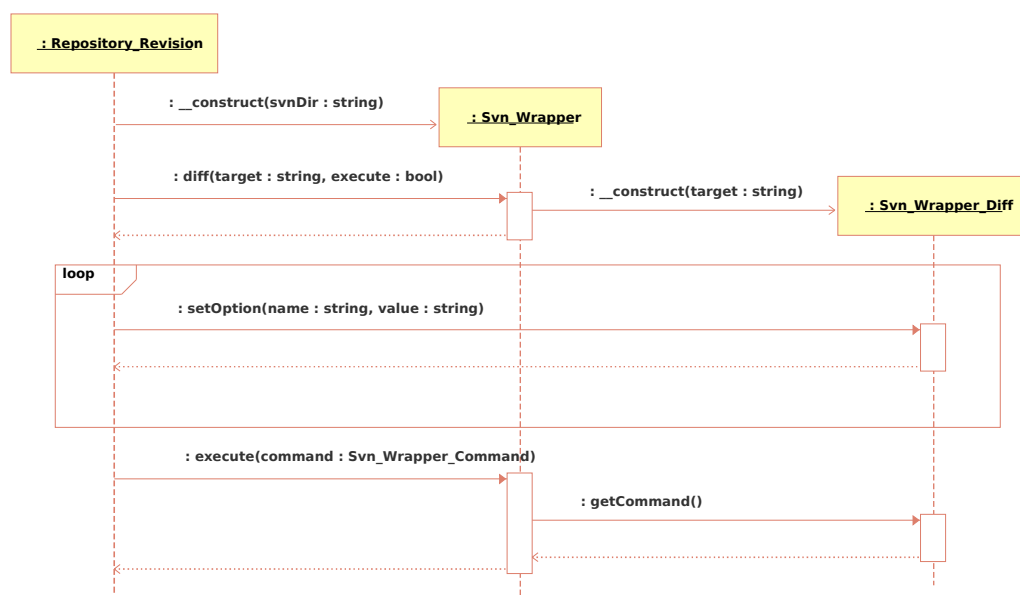 : Repository_Revision
: __construct(svnDir : string)
: Svn_Wrapper
: diff(target : string, execute : bool)
: __construct(target : string)
: Svn_Wrapper_Diff
loop
: setOption(name : string, value : string)
: execute(command : Svn_Wrapper_Command)
: getCommand()